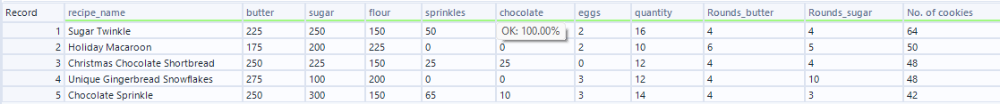 Record recipe_name butter sugar flour sprinkles chocolate eggs quantity Rounds_butter Rounds_sugar No. of cookies
1 Sugar Twinkle 225 250 150 50 OK: 100.00% 2 16 4 4 64
2 Holiday Macaroon 175 200 225 0 0 2 10 6 5 50
3 Christmas Chocolate Shortbread 250 225 150 25 25 0 12 4 4 48
4 Unique Gingerbread Snowflakes 275 100 200 0 0 3 12 4 10 48
5 Chocolate Sprinkle 250 300 150 65 10 3 14 4 3 42